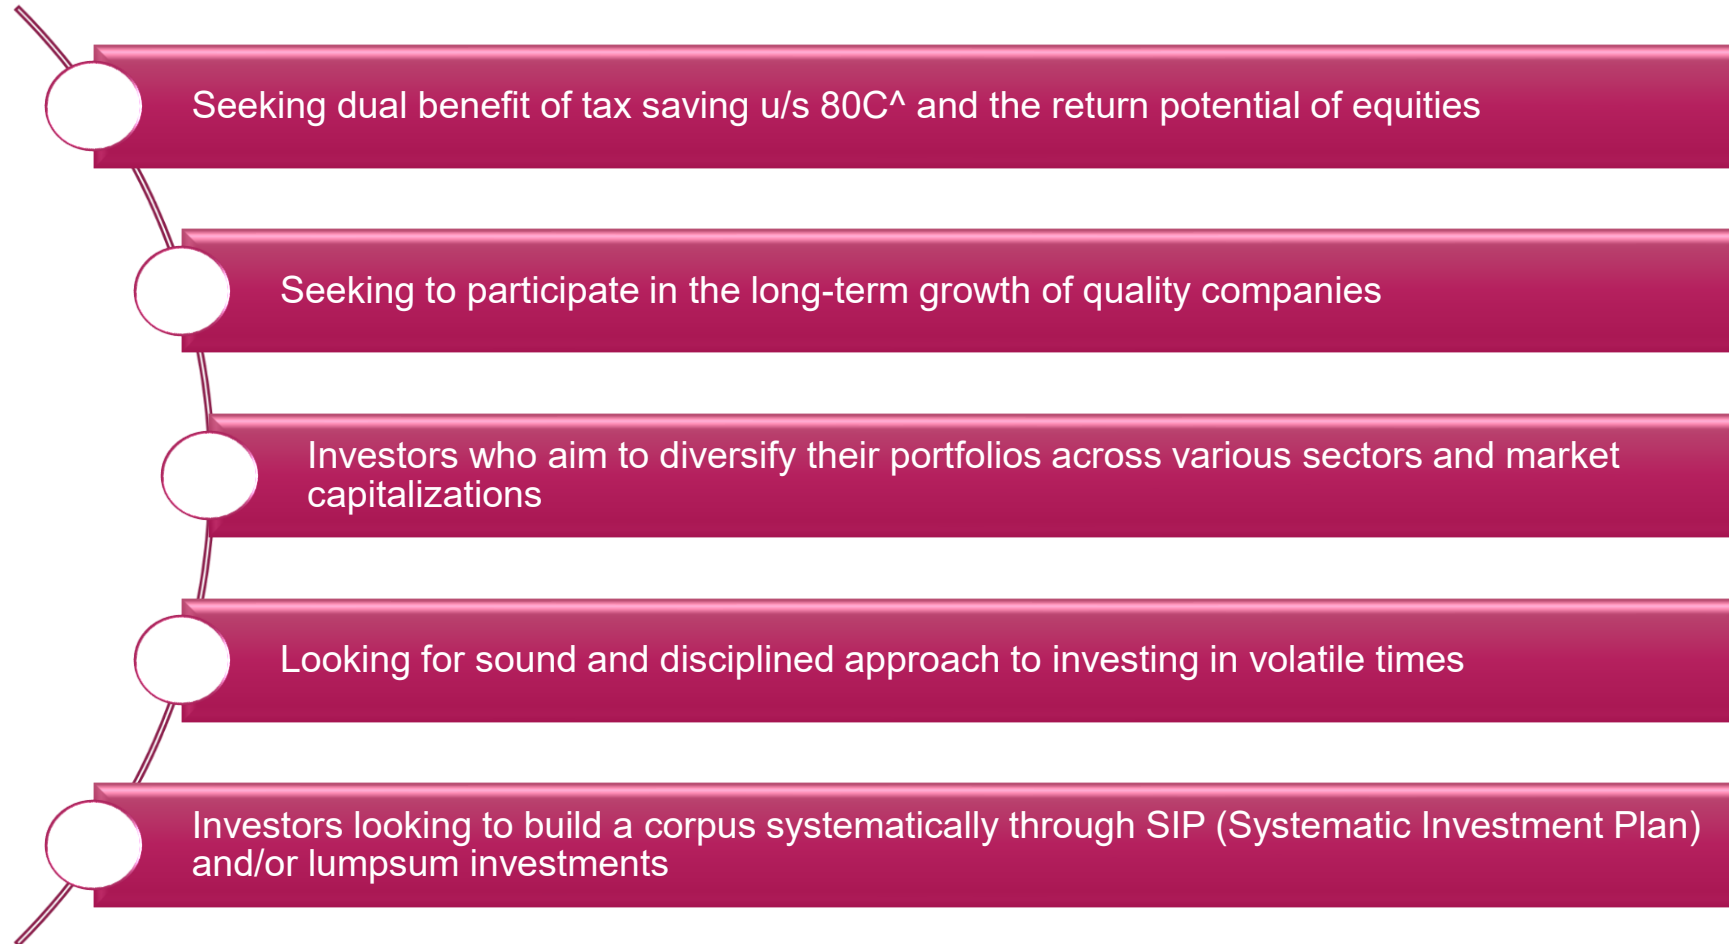 Seeking dual benefit of tax saving u/s 80C^ and the return potential of equities
Seeking to participate in the long-term growth of quality companies
Investors who aim to diversify their portfolios across various sectors and market
capitalizations
Looking for sound and disciplined approach to investing in volatile times
Investors looking to build a corpus systematically through SIP (Systematic Investment Plan)
and/or lumpsum investments